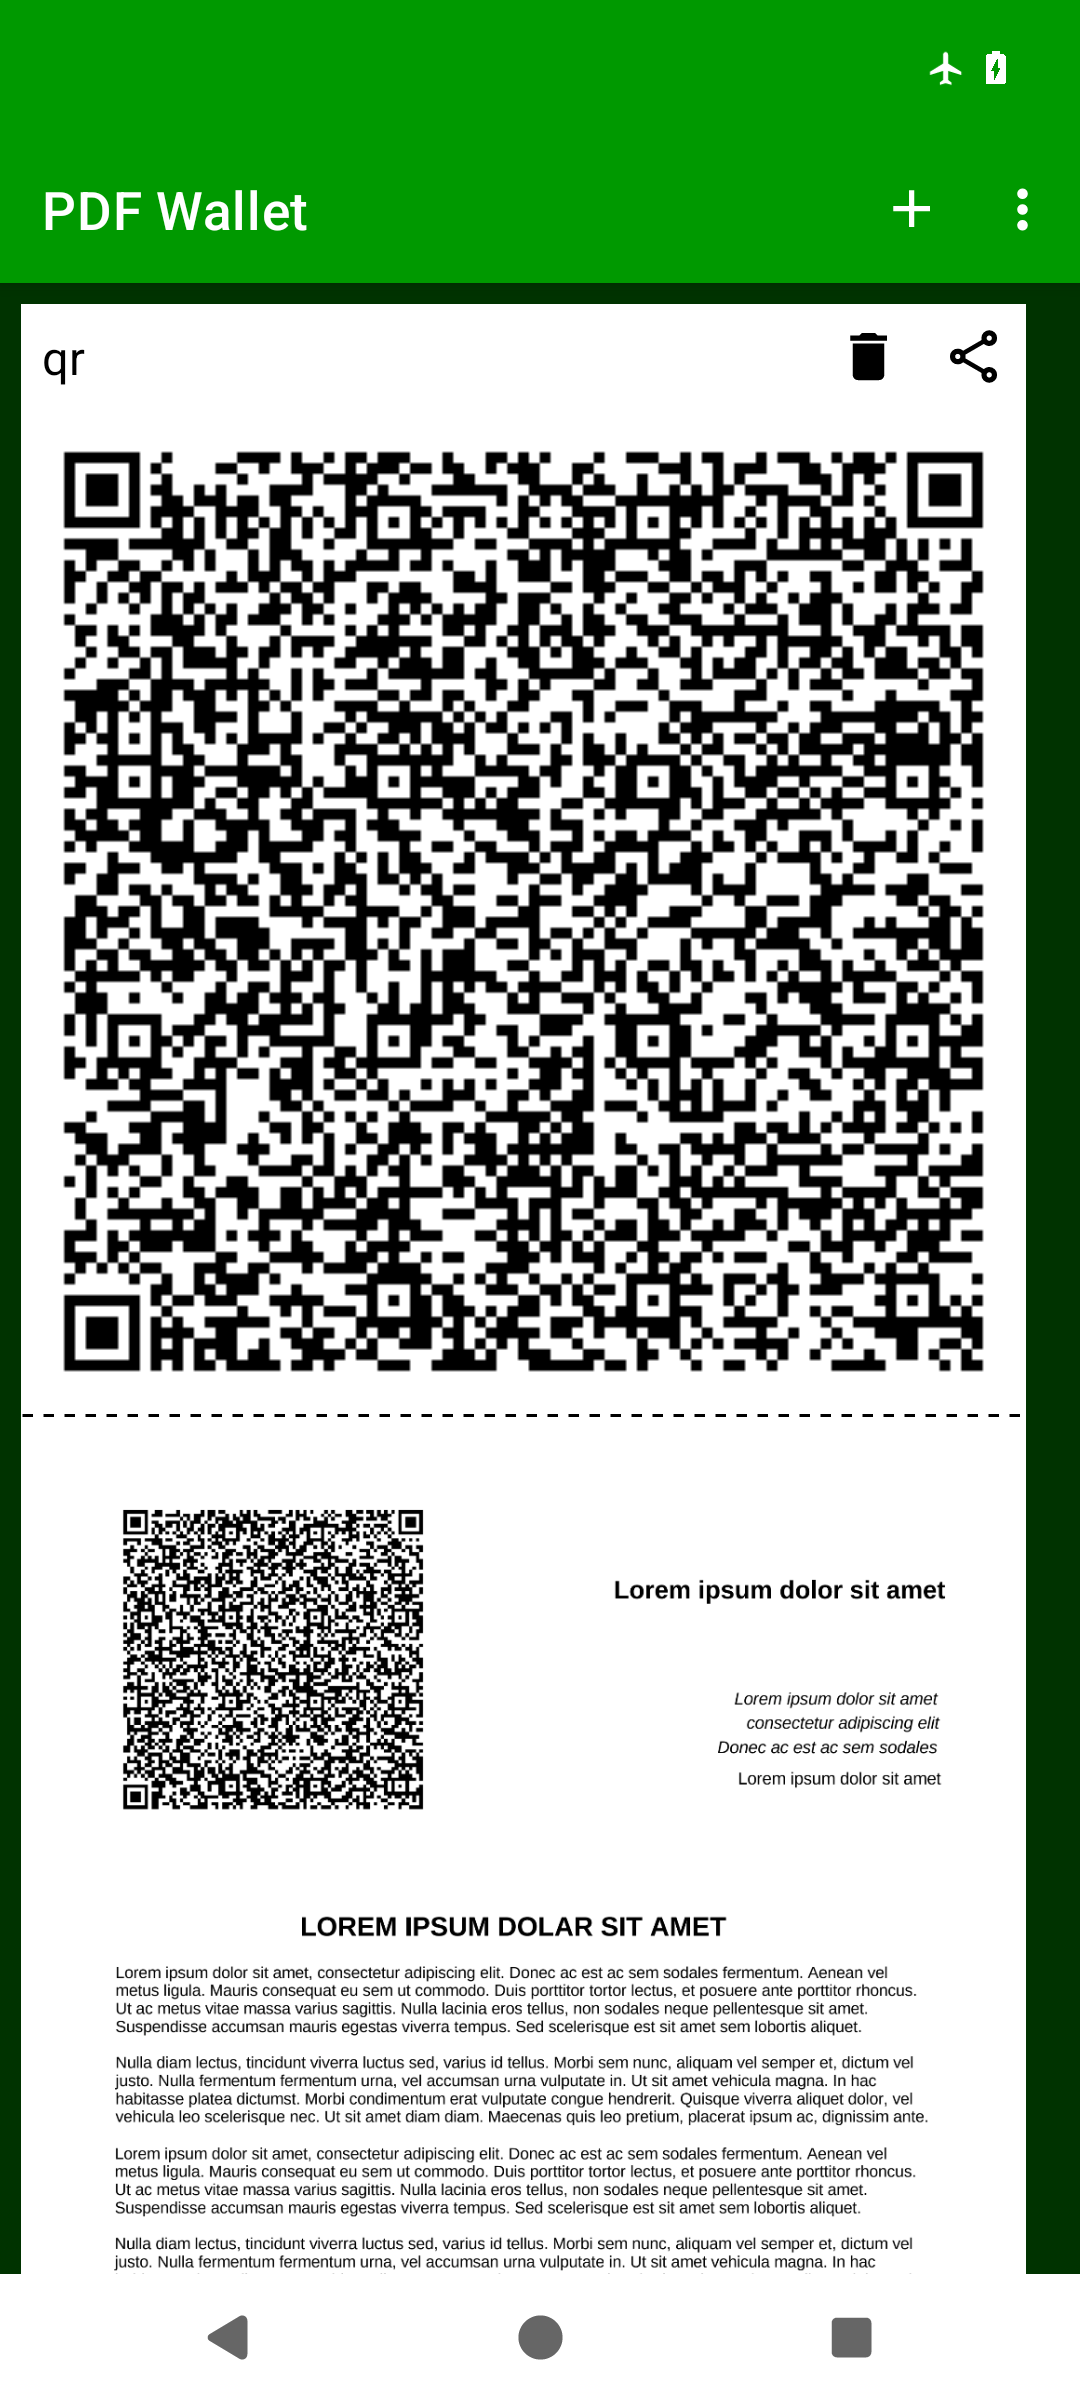 PDF Wallet
qr
Lorem ipsum dolor sit amet
Lorem ipsum dolor sit amet
consectetur adipiscing elit
Donec ac est ac sem sodales
Lorem ipsum dolor sit amet
LOREM IPSUM DOLAR SIT AMET
Lorem ipsum dolor sit amet, consectetur adipiscing elit. Donec ac est ac sem sodales fermentum. Aenean vel
metus ligula. Mauris consequat eu sem ut commodo. Duis porttitor tortor lectus, et posuere ante porttitor rhoncus.
Ut ac metus vitae massa varius sagittis. Nulla lacinia eros tellus, non sodales neque pellentesque sit amet.
Suspendisse accumsan mauris egestas viverra tempus. Sed scelerisque est sit amet sem lobortis aliquet.
Nulla diam lectus, tincidunt viverra luctus sed, varius id tellus. Morbi sem nunc, aliquam vel semper et, dictum vel
justo. Nulla fermentum fermentum urna, vel accumsan urna vulputate in. Ut sit amet vehicula magna. In hac
habitasse platea dictumst. Morbi condimentum erat vulputate congue hendrerit. Quisque viverra aliquet dolor, vel
vehicula leo scelerisque nec. Ut sit amet diam diam. Maecenas quis leo pretium, placerat ipsum ac, dignissim ante.
Lorem ipsum dolor sit amet, consectetur adipiscing elit. Donec ac est ac sem sodales fermentum. Aenean vel
metus ligula. Mauris consequat eu sem ut commodo. Duis porttitor tortor lectus, et posuere ante porttitor rhoncus.
Ut ac metus vitae massa varius sagittis. Nulla lacinia eros tellus, non sodales neque pellentesque sit amet.
Suspendisse accumsan mauris egestas viverra tempus. Sed scelerisque est sit amet sem lobortis aliquet.
Nulla diam lectus, tincidunt viverra luctus sed, varius id tellus. Morbi sem nunc, aliquam vel semper et, dictum vel
justo. Nulla fermentum fermentum urna, vel accumsan urna vulputate in. Ut sit amet vehicula magna. In hac